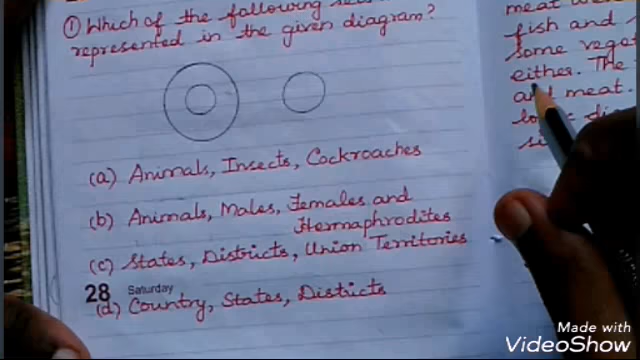 ① Which of the following
represented in the given diagram?
(a) Animals, Insects, Cockroaches
(b) Animals, Males, Females and
Hermaphrodites
(c) States, Districts, Union Territories
28 Saturday
(d) Country, States, Districts
meat
fish and
some
either. The
and meat.
Made with
VideoShow